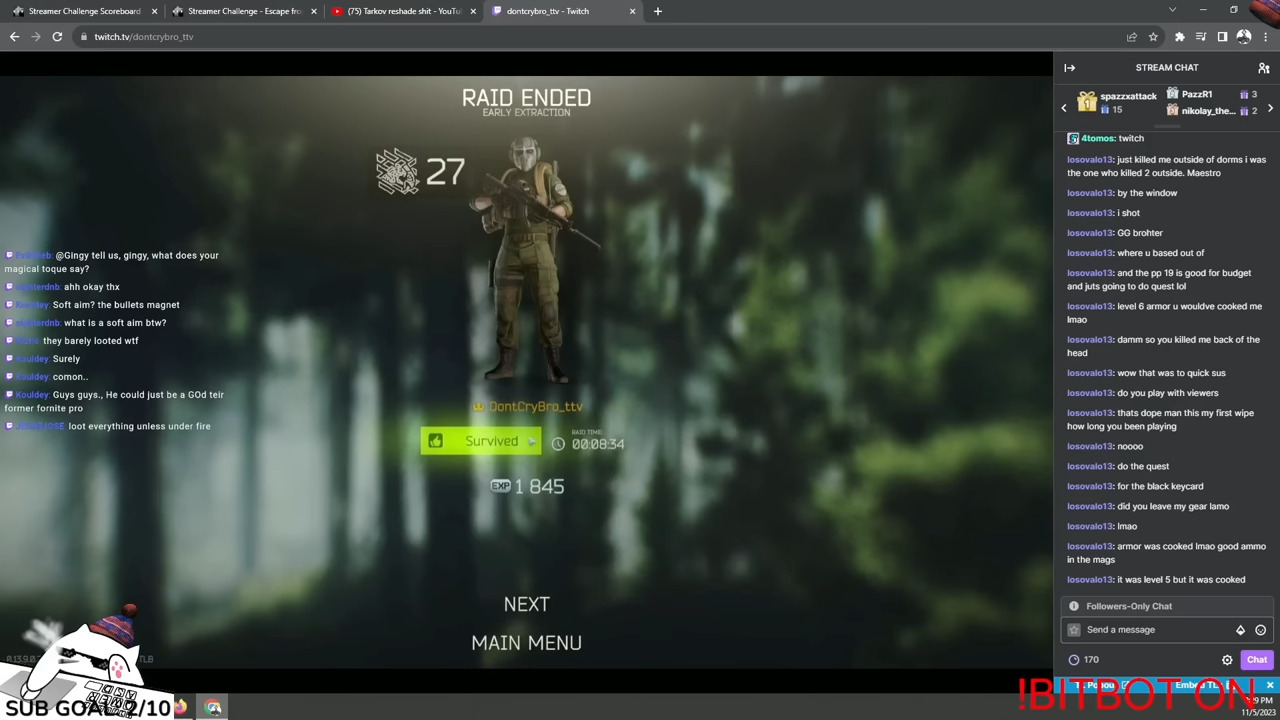 Streamer Challenge Scoreboard
Streamer Challenge - Escape fro
(75) Tarkov reshade shit - YouTu
dontcrybro_ttv - Twitch
twitch.tv/dontcrybro_ttv
RAID ENDED
EARLY EXTRACTION
27
@Gingy tell us, gingy, what does your
magical toque say?
ahh okay thx
Soft aim? the bullets magnet
what is a soft aim btw?
they barely looted wtf
Kouldey: Surely
Kouldey: comon..
Kouldey: Guys guys., He could just be a GOd teir
former fornite pro
loot everything unless under fire
DontCryBro_ttv
Survived
RAID TIME:
00:08:34
EXP 1 845
NEXT
MAIN MENU
SUB GOAL 2/10
STREAM CHAT
1
spazzxattack
15
PazzR1
3
nikolay_the...
2
4tomos: twitch
losovalo13: just killed me outside of dorms i was
the one who killed 2 outside. Maestro
losovalo13: by the window
losovalo13: i shot
losovalo13: GG brohter
losovalo13: where u based out of
losovalo13: and the pp 19 is good for budget
and juts going to do quest lol
losovalo13: level 6 armor u wouldve cooked me
lmao
losovalo13: damm so you killed me back of the
head
losovalo13: wow that was to quick sus
losovalo13: do you play with viewers
losovalo13: thats dope man this my first wipe
how long you been playing
losovalo13: noooo
losovalo13: do the quest
losovalo13: for the black keycard
losovalo13: did you leave my gear lamo
losovalo13: lmao
losovalo13: armor was cooked lmao good ammo
in the mags
losovalo13: it was level 5 but it was cooked
Followers-Only Chat
Send a message
170
Chat
!BITBOT ON
11/5/2023